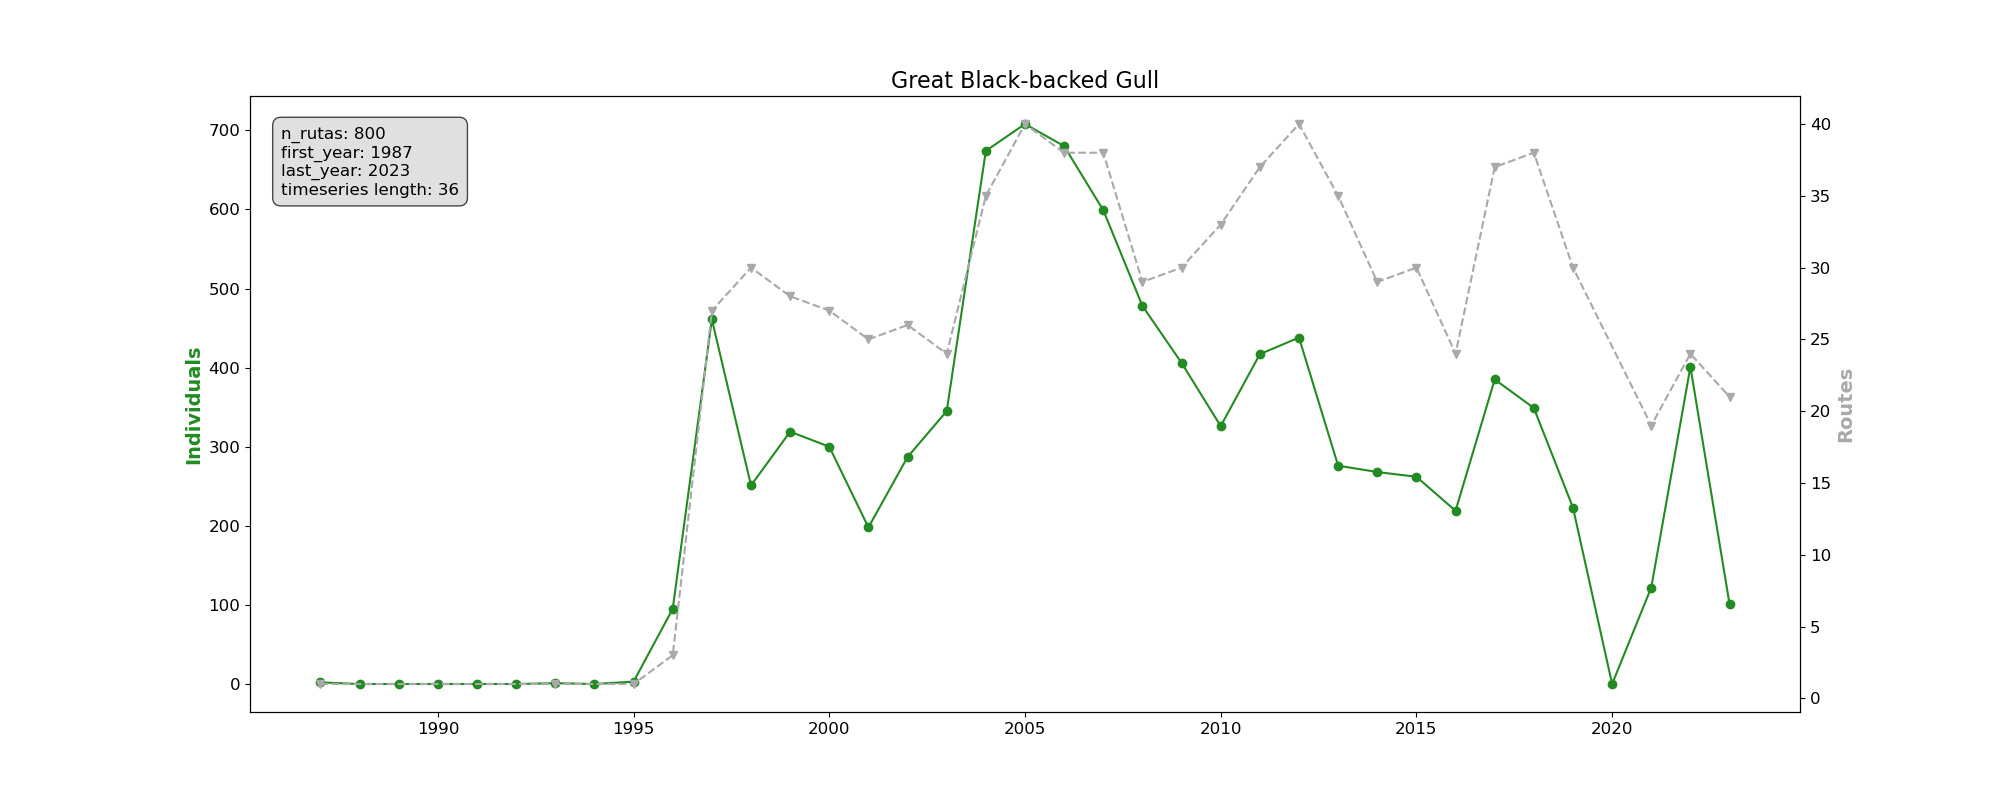 Great Black-backed Gull
n_rutas: 800
first_year: 1987
last_year: 2023
timeseries length: 36
700
600
500
400
300
200
100
0
Individuals
40
35
30
25
20
15
10
5
0
Routes
1990 1995 2000 2005 2010 2015 2020